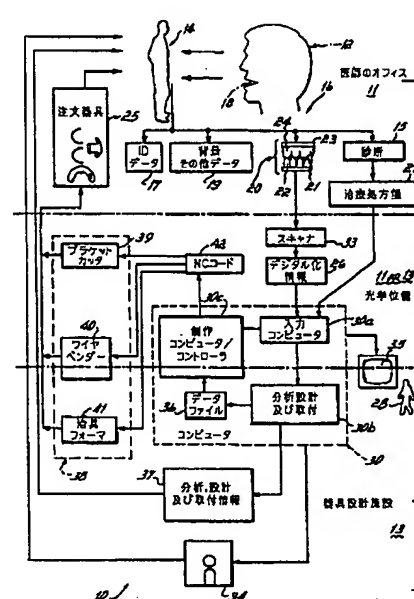 14
12
医師のオフィス
11
注文器具
25
18
16
24
23
20
22
21
IDデータ
17
背景
その他データ
19
診断
15
治療処方箋
スキャナ
33
ブラケット
カッタ
39
NCコード
43
デジタル化
情報
26
光学位置
30c
制作
コンピュータ/
コントローラ
入力
コンピュータ
30a
ワイヤ
ベンダー
40
35
28
治具
フォーマ
41
データ
ファイル
36
分析設計
及び取付
30b
コンピュータ
38
30
37
分析、設計
及び取付情報
器具設計施設
13
10
34